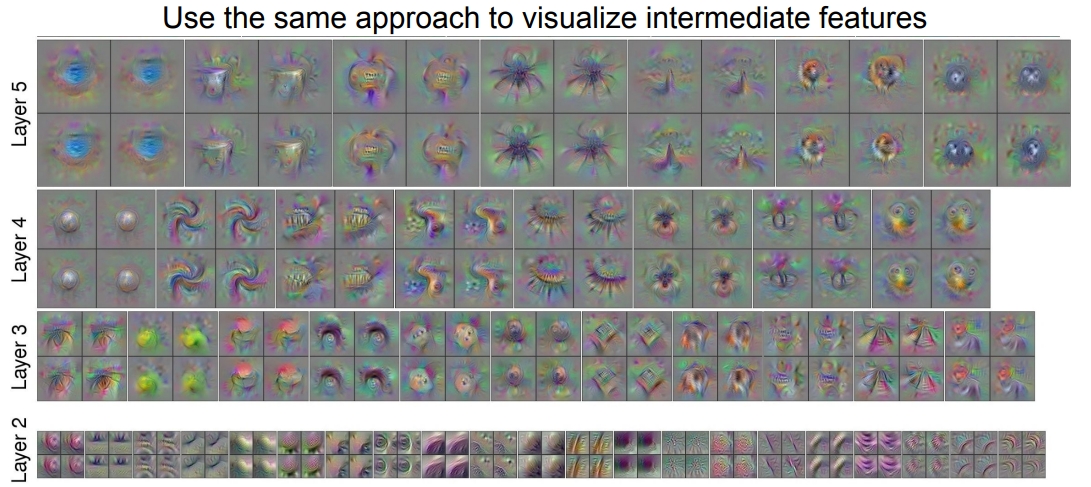 Use the same approach to visualize intermediate features
Layer 5
Layer 4
Layer 3
Layer 2